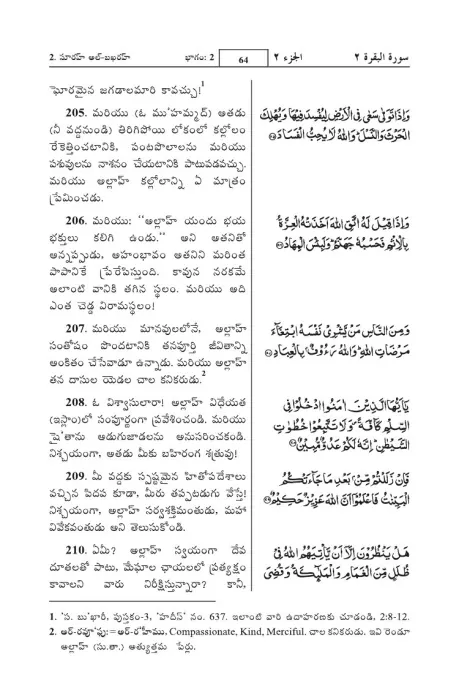 2. సూరహ్ అల్-బఖరహ్ భాగం: 2 64 الجزء ٢ سورة البقرة ٢
ఘోరమైన జగడాలమారి కావచ్చు!1
205. మరియు (ఓ ము'హమ్మద్) అతడు
(నీ వద్దనుండి) తిరిగిపోయి లోకంలో కల్లోలం
రేకెత్తించటానికి, పంటపొలాలను మరియు
పశువులను నాశనం చేయటానికి పాటుపడవచ్చు.
మరియు అల్లాహ్ కల్లోలాన్ని ఏ మాత్రం
ప్రేమించడు.
وَإِذَا تَوَلَّىٰ سَعَىٰ فِي الْأَرْضِ لِيُفْسِدَ فِيهَا وَيُهْلِكَ
الْحَرْثَ وَالنَّسْلَ وَاللَّهُ لَا يُحِبُّ الْفَسَادَ
206. మరియు: ''అల్లాహ్ యందు భయ
భక్తులు కలిగి ఉండు.'' అని అతనితో
అన్నప్పుడు, అహంభావం అతనిని మరింత
పాపానికే ప్రేరేపిస్తుంది. కావున నరకమే
అలాంటి వానికి తగిన స్థలం. మరియు అది
ఎంత చెడ్డ విరామస్థలం!
وَإِذَا قِيلَ لَهُ اتَّقِ اللَّهَ أَخَذَتْهُ الْعِزَّةُ
بِالْإِثْمِ فَحَسْبُهُ جَهَنَّمُ وَلَبِئْسَ الْمِهَادُ
207. మరియు మానవులలోనే, అల్లాహ్
సంతోషం పొందటానికి తనపూర్తి జీవితాన్ని
అంకితం చేసేవాడూ ఉన్నాడు. మరియు అల్లాహ్
తన దాసుల యెడల చాల కనికరుడు.2
وَمِنَ النَّاسِ مَنْ يَشْرِي نَفْسَهُ ابْتِغَاءَ
مَرْضَاتِ اللَّهِ وَاللَّهُ رَءُوفٌ بِالْعِبَادِ
208. ఓ విశ్వాసులారా! అల్లాహ్ విధేయత
(ఇస్లాం)లో సంపూర్ణంగా ప్రవేశించండి. మరియు
షై'తాను అడుగుజాడలను అనుసరించకండి.
నిశ్చయంగా, అతడు మీకు బహిరంగ శత్రువు!
يَا أَيُّهَا الَّذِينَ آمَنُوا ادْخُلُوا فِي
السِّلْمِ كَافَّةً وَلَا تَتَّبِعُوا خُطُوَاتِ
الشَّيْطَانِ إِنَّهُ لَكُمْ عَدُوٌّ مُبِينٌ
209. మీ వద్దకు స్పష్టమైన హితోపదేశాలు
వచ్చిన పిదప కూడా, మీరు తప్పటడుగు వేస్తే!
నిశ్చయంగా, అల్లాహ్ సర్వశక్తిమంతుడు, మహా
వివేకవంతుడు అని తెలుసుకోండి.
فَإِنْ زَلَلْتُمْ مِنْ بَعْدِ مَا جَاءَتْكُمُ
الْبَيِّنَاتُ فَاعْلَمُوا أَنَّ اللَّهَ عَزِيزٌ حَكِيمٌ
210. ఏమీ? అల్లాహ్ స్వయంగా దేవ
దూతలతో పాటు, మేఘాల ఛాయలలో ప్రత్యక్షం
కావాలని వారు నిరీక్షిస్తున్నారా? కానీ,
هَلْ يَنْظُرُونَ إِلَّا أَنْ يَأْتِيَهُمُ اللَّهُ فِي
ظُلَلٍ مِنَ الْغَمَامِ وَالْمَلَائِكَةُ وَقُضِيَ
1. 'స. బు'ఖారీ, పుస్తకం-3, 'హదీస్' నం. 637. ఇలాంటి వారి ఉదాహరణకు చూడండి, 2:8-12.
2. అర్-రవూ'ఫు:=అర్-ర'హీము, Compassionate, Kind, Merciful. చాల కనికరుడు. ఇవి రెండూ
అల్లాహ్ (సు.తా.) అత్యుత్తమ పేర్లు.